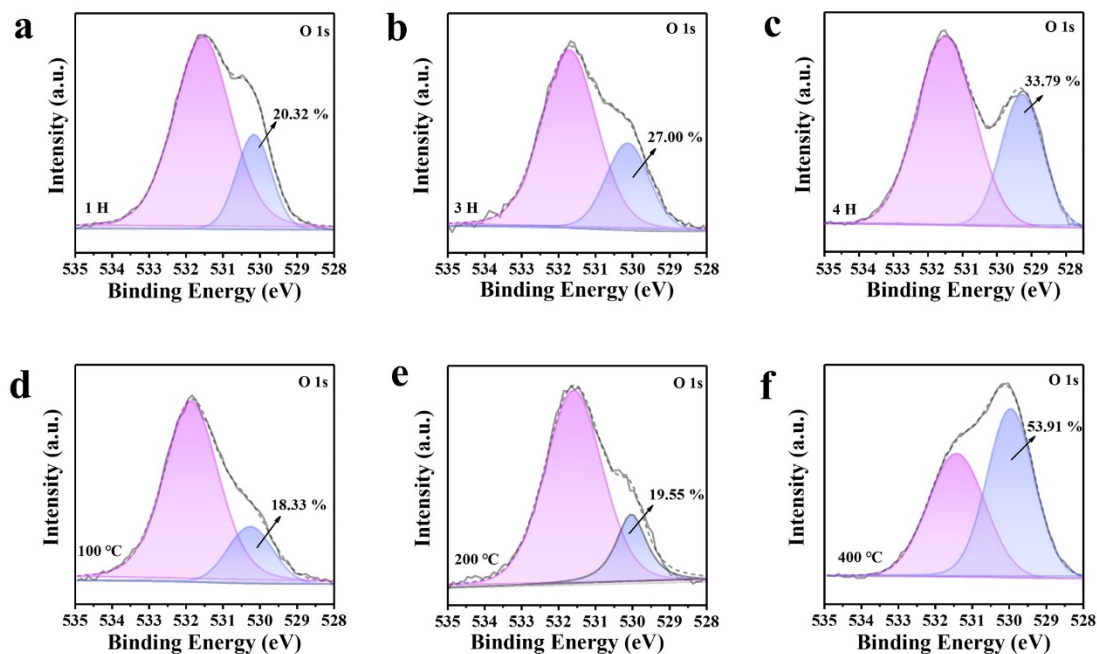 a
O 1s
Intensity (a.u.)
20.32 %
1 H
535 534 533 532 531 530 529 528
Binding Energy (eV)
b
O 1s
Intensity (a.u.)
27.00 %
3 H
535 534 533 532 531 530 529 528
Binding Energy (eV)
c
O 1s
Intensity (a.u.)
33.79 %
4 H
535 534 533 532 531 530 529 528
Binding Energy (eV)
d
O 1s
Intensity (a.u.)
18.33 %
100 ℃
535 534 533 532 531 530 529 528
Binding Energy (eV)
e
O 1s
Intensity (a.u.)
19.55 %
200 ℃
535 534 533 532 531 530 529 528
Binding Energy (eV)
f
O 1s
Intensity (a.u.)
53.91 %
400 ℃
535 534 533 532 531 530 529 528
Binding Energy (eV)